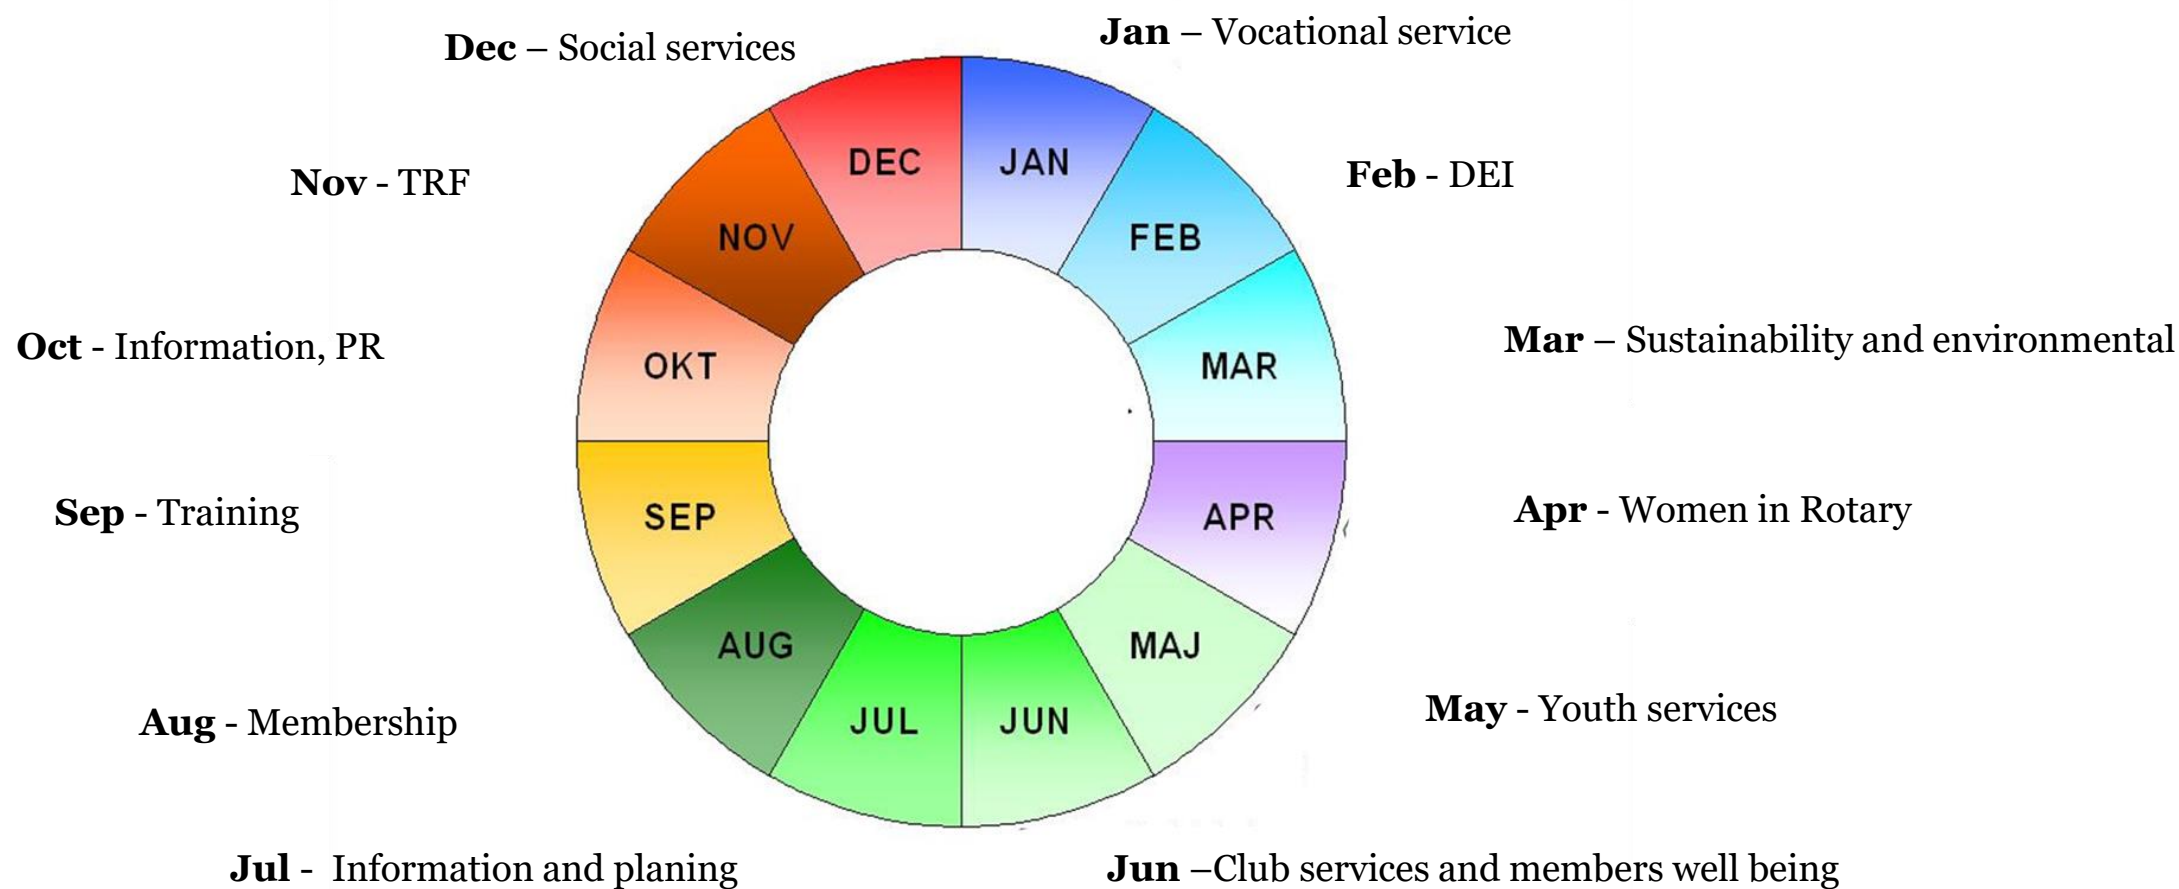 Jan – Vocational service
Dec – Social services
DEC
JAN
Feb - DEI
Nov - TRF
NOV
FEB
Mar – Sustainability and environmental
Oct - Information, PR
OKT
MAR
Apr - Women in Rotary
Sep - Training
SEP
APR
AUG
MAJ
May - Youth services
Aug - Membership
JUL
JUN
Jul -  Information and planing
Jun –Club services and members well being